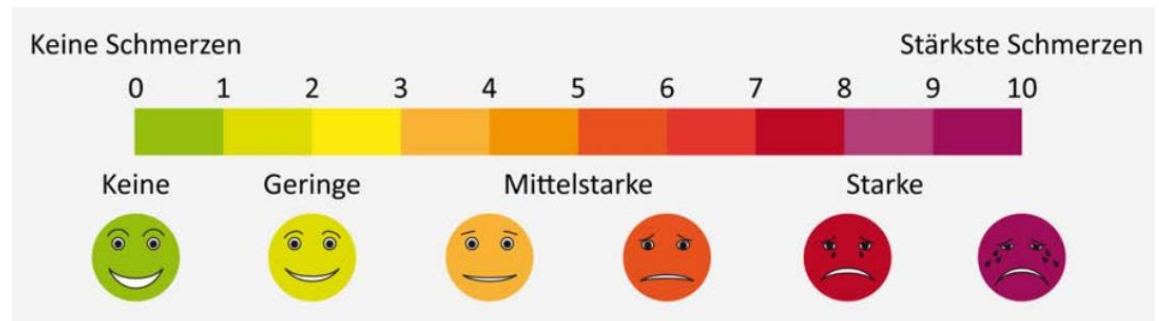 Keine Schmerzen Stärkste Schmerzen
0 1 2 3 4 5 6 7 8 9 10
Keine Geringe Mittelstarke Starke